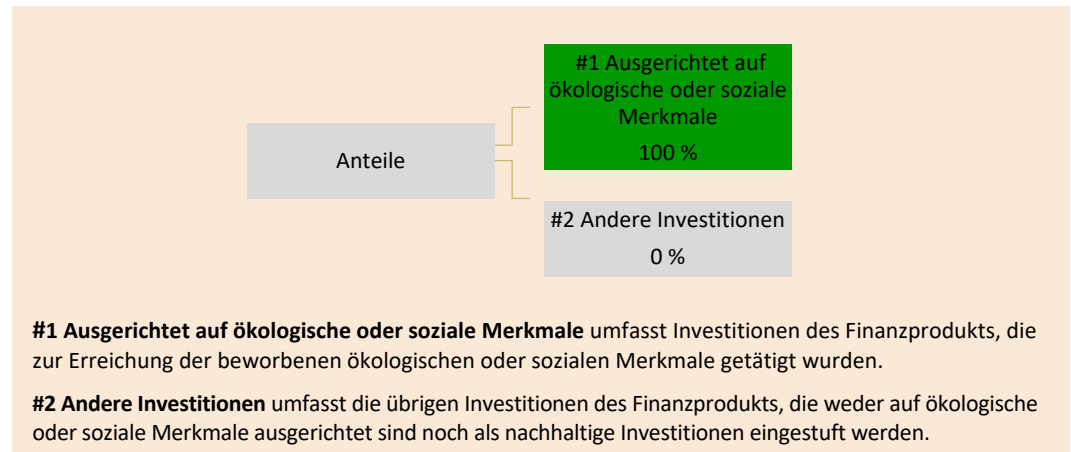 #1 Ausgerichtet auf
ökologische oder soziale
Merkmale
100 %
Anteile
#2 Andere Investitionen
0 %
#1 Ausgerichtet auf ökologische oder soziale Merkmale umfasst Investitionen des Finanzprodukts, die
zur Erreichung der beworbenen ökologischen oder sozialen Merkmale getätigt wurden.
#2 Andere Investitionen umfasst die übrigen Investitionen des Finanzprodukts, die weder auf ökologische
oder soziale Merkmale ausgerichtet sind noch als nachhaltige Investitionen eingestuft werden.